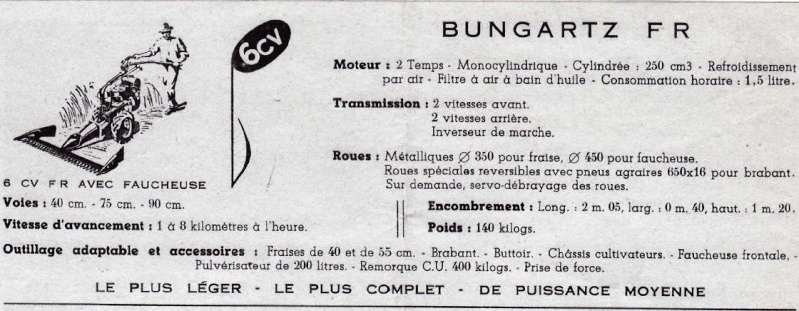 BUNGARTZ FR
6CV
Moteur : 2 Temps - Monocylindrique - Cylindrée : 250 cm3 - Refroidissement
par air - Filtre à air à bain d'huile - Consommation horaire : 1,5 litre.
Transmission : 2 vitesses avant.
2 vitesses arrière.
Inverseur de marche.
Roues : Métalliques Ø 350 pour fraise, Ø 450 pour faucheuse.
Roues spéciales reversibles avec pneus agraires 650x16 pour brabant.
Sur demande, servo-débrayage des roues.
6 CV FR AVEC FAUCHEUSE
Voies : 40 cm. - 75 cm. - 90 cm.
Vitesse d'avancement : 1 à 8 kilomètres à l'heure.
Encombrement : Long. : 2 m. 05, larg. : 0 m. 40, haut. : 1 m. 20.
Poids : 140 kilogs.
Outillage adaptable et accessoires : Fraises de 40 et de 55 cm. - Brabant. - Buttoir. - Châssis cultivateurs. - Faucheuse frontale. -
Pulvérisateur de 200 litres. - Remorque C.U. 400 kilogs. - Prise de force.
LE PLUS LÉGER - LE PLUS COMPLET - DE PUISSANCE MOYENNE